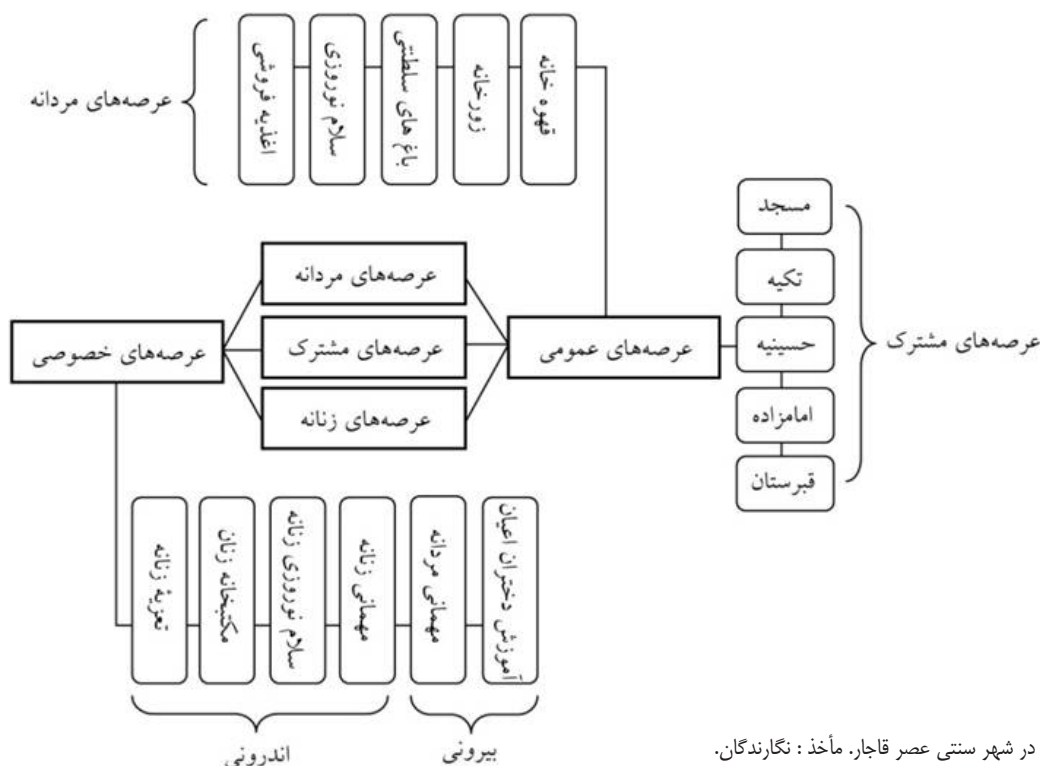 عرصه‌های مردانه
قهوه خانه
زورخانه
باغ های سلطنتی
سلام نوروزی
اغذیه فروشی
عرصه‌های مشترک
مسجد
تکیه
حسینیه
امامزاده
قبرستان
عرصه‌های عمومی
عرصه‌های مردانه
عرصه‌های مشترک
عرصه‌های زنانه
عرصه‌های خصوصی
آموزش دختران اعیان
مهمانی مردانه
مهمانی زنانه
سلام نوروزی زنانه
مکتبخانه زنان
تعزیهٔ زنانه
بیرونی
اندرونی
در شهر سنتی عصر قاجار. مأخذ : نگارندگان.